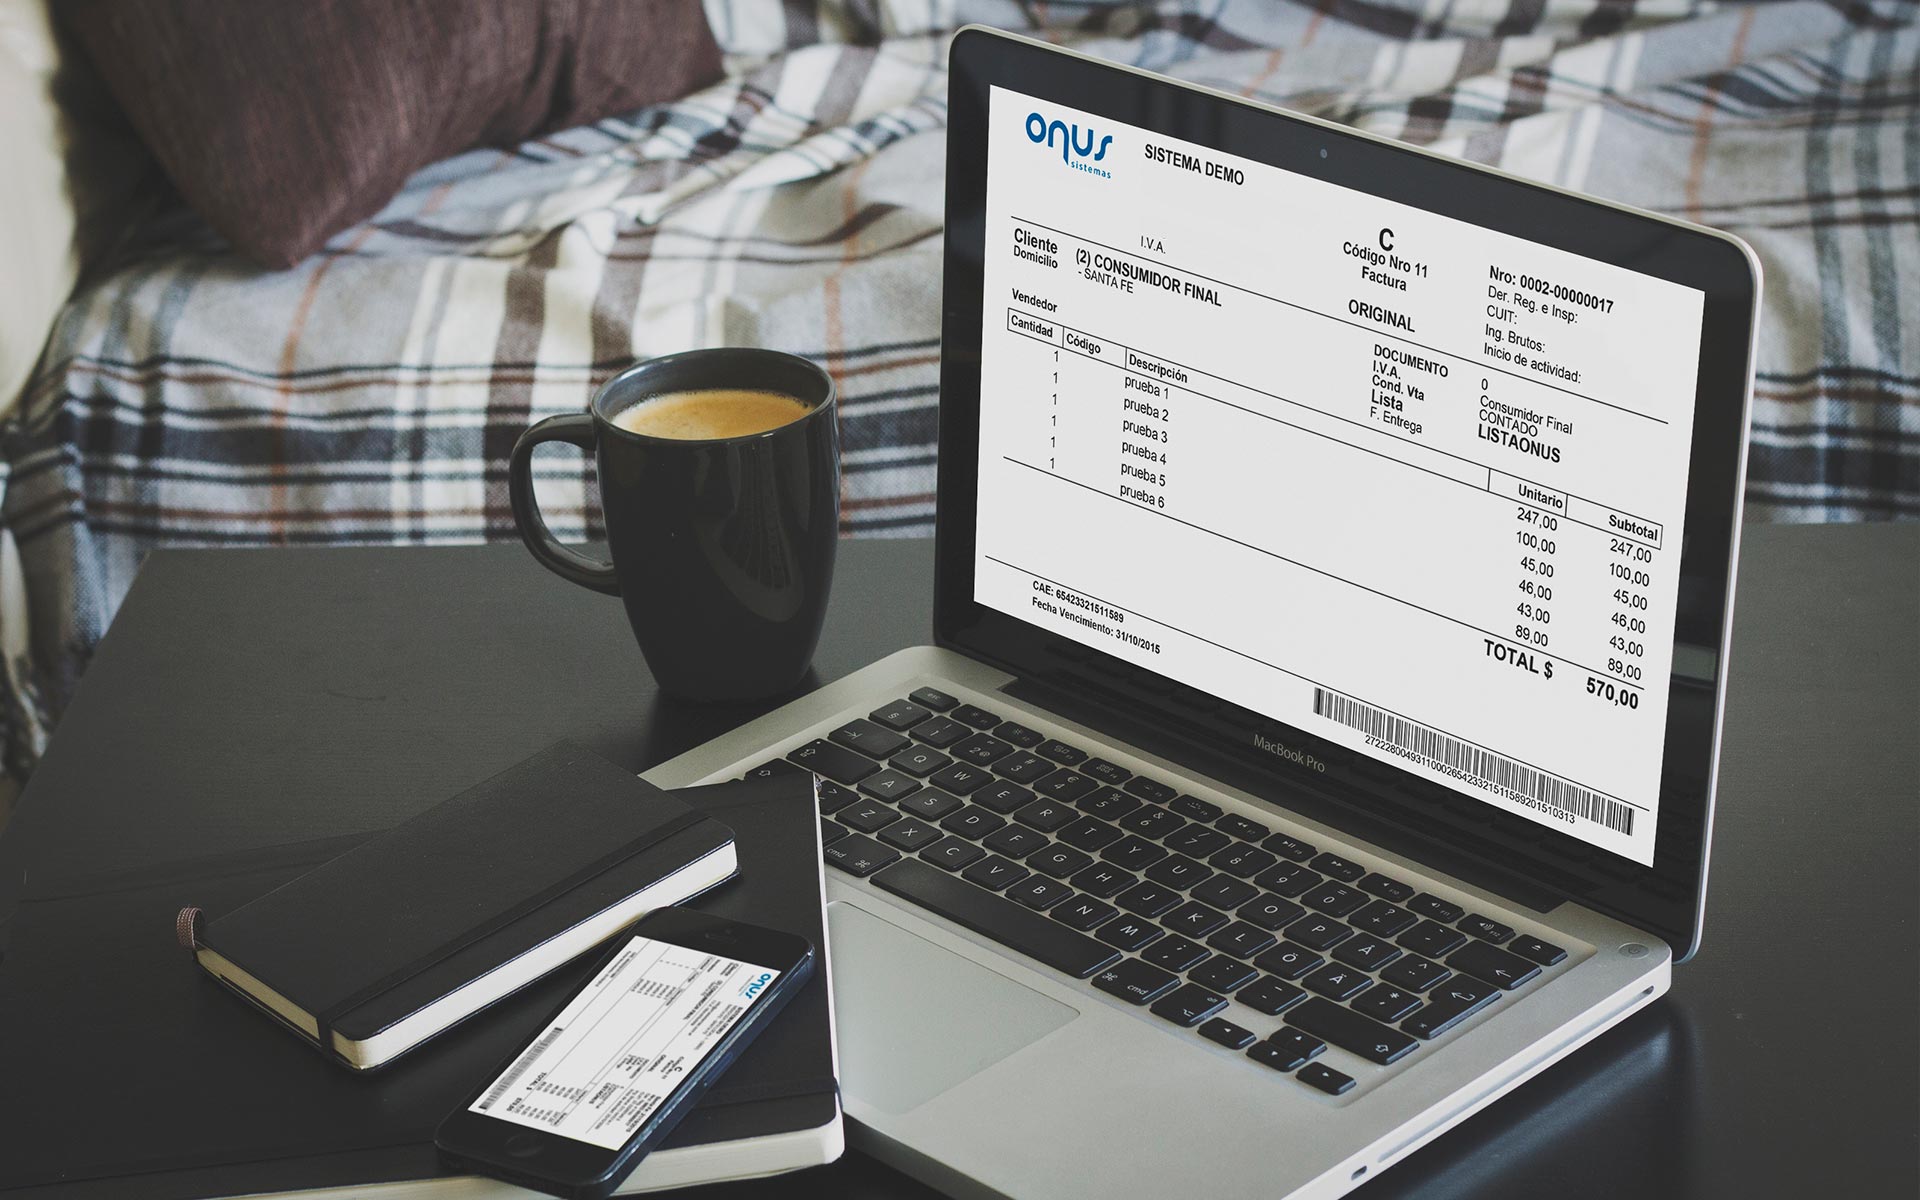 onus
sistemas
SISTEMA DEMO
C
Código Nro 11
Factura
ORIGINAL
Nro: 0002-00000017
Der. Reg. e Insp:
CUIT:
Ing. Brutos:
Inicio de actividad:
I.V.A.
Cliente (2) CONSUMIDOR FINAL
Domicilio - SANTA FE
DOCUMENTO 0
I.V.A. Consumidor Final
Cond. Vta CONTADO
Lista LISTAONUS
F. Entrega
Vendedor
Cantidad Código Descripción Unitario Subtotal
1 prueba 1 247,00 247,00
1 prueba 2 100,00 100,00
1 prueba 3 45,00 45,00
1 prueba 4 46,00 46,00
1 prueba 5 43,00 43,00
1 prueba 6 89,00 89,00
TOTAL $ 570,00
CAE: 65423321511589
Fecha Vencimiento: 31/10/2015
MacBook Pro
esc
Q W E R T Y U I O P Å
A S D F G H J K L Ö Ä
Z X C V B N M
cmd
cmd
onus